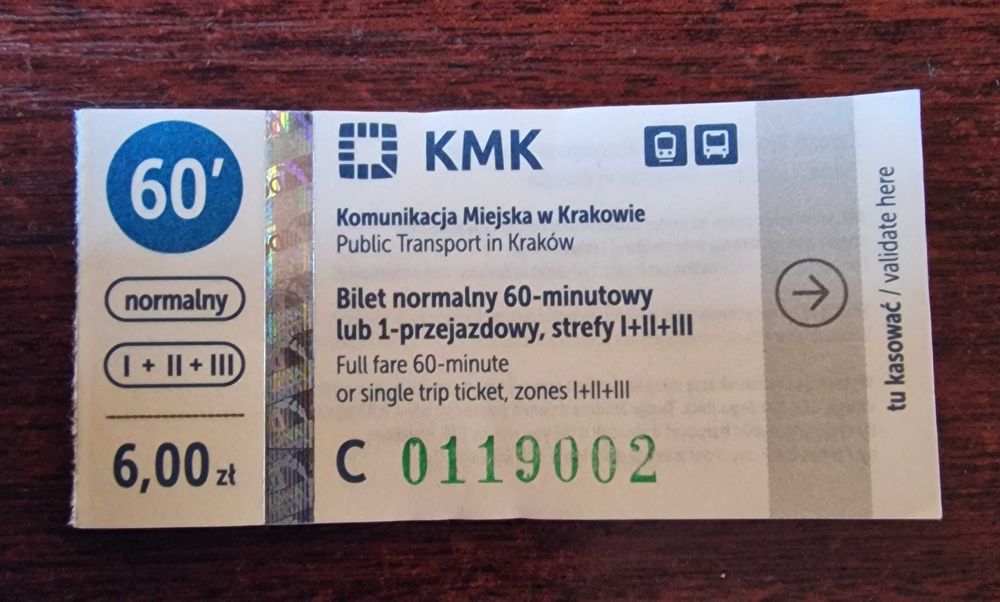 60'
normalny
I + II + III
6,00 zł
KMK
Komunikacja Miejska w Krakowie
Public Transport in Kraków
Bilet normalny 60-minutowy
lub 1-przejazdowy, strefy I+II+III
Full fare 60-minute
or single trip ticket, zones I+II+III
C 0119002
tu kasować / validate here